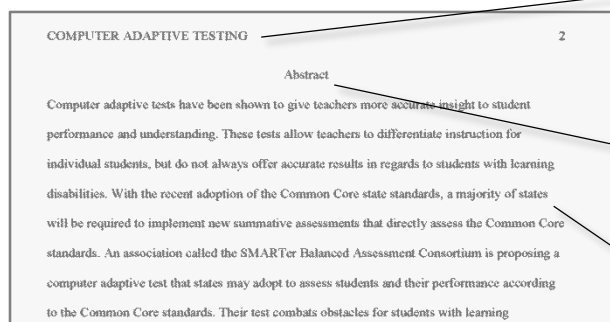 COMPUTER ADAPTIVE TESTING 2
Abstract
Computer adaptive tests have been shown to give teachers more accurate insight to student
performance and understanding. These tests allow teachers to differentiate instruction for
individual students, but do not always offer accurate results in regards to students with learning
disabilities. With the recent adoption of the Common Core state standards, a majority of states
will be required to implement new summative assessments that directly assess the Common Core
standards. An association called the SMARTer Balanced Assessment Consortium is proposing a
computer adaptive test that states may adopt to assess students and their performance according
to the Common Core standards. Their test combats obstacles for students with learning